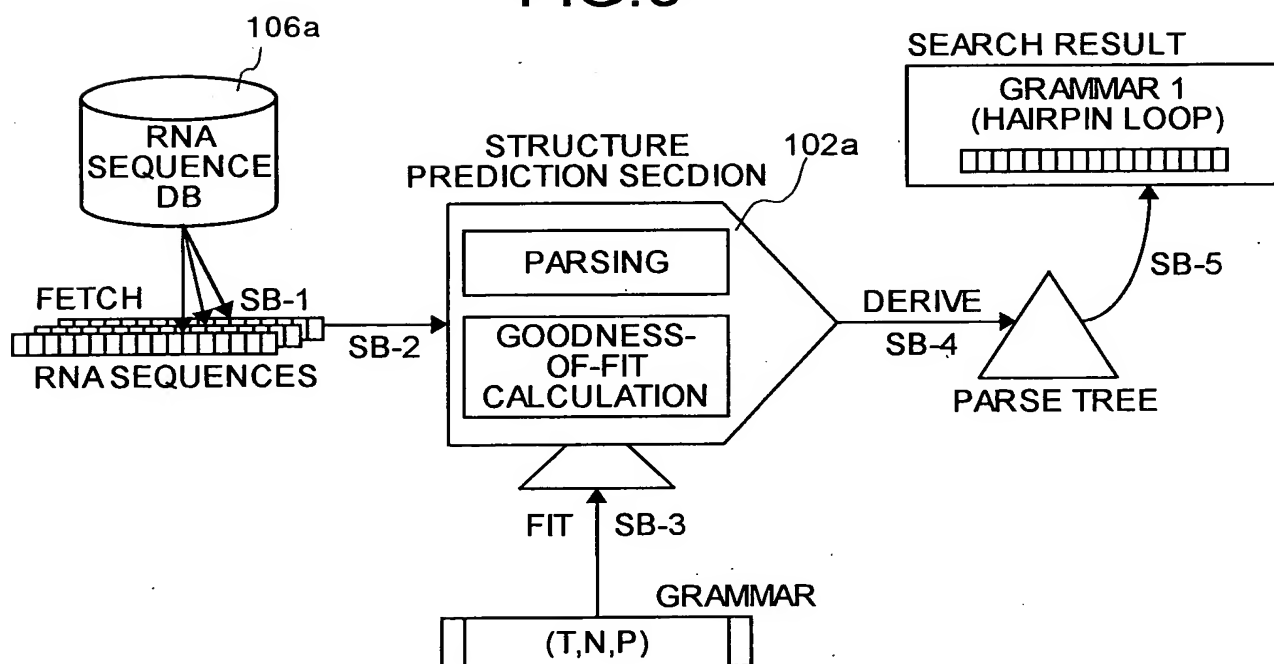 106a
RNA
SEQUENCE
DB
FETCH
SB-1
RNA SEQUENCES
SB-2
STRUCTURE
PREDICTION SECDION
102a
PARSING
GOODNESS-
OF-FIT
CALCULATION
FIT
SB-3
GRAMMAR
(T,N,P)
DERIVE
SB-4
PARSE TREE
SB-5
SEARCH RESULT
GRAMMAR 1
(HAIRPIN LOOP)